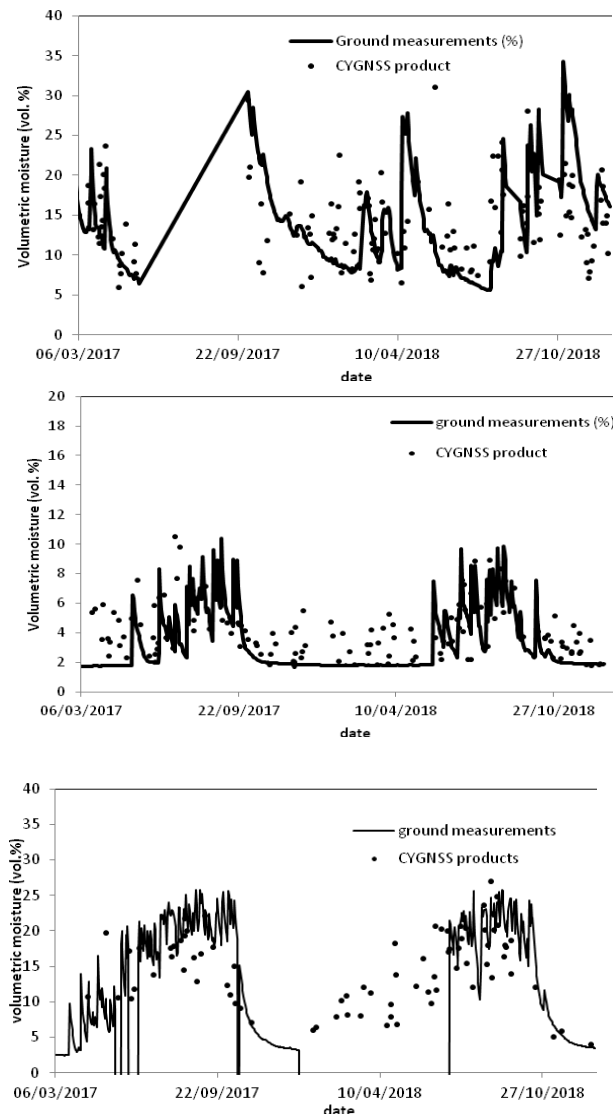 40
35
30
25
20
15
10
5
0
Volumetric moisture (vol. %)
Ground measurements (%)
CYGNSS product
06/03/2017 22/09/2017 10/04/2018 27/10/2018
date
20
18
16
14
12
10
8
6
4
2
0
Volumetric moisture (vol. %)
ground measurements (%)
CYGNSS product
06/03/2017 22/09/2017 10/04/2018 27/10/2018
date
40
35
30
25
20
15
10
5
0
volumetric moisture (vol.%)
ground measurements
CYGNSS products
06/03/2017 22/09/2017 10/04/2018 27/10/2018
date